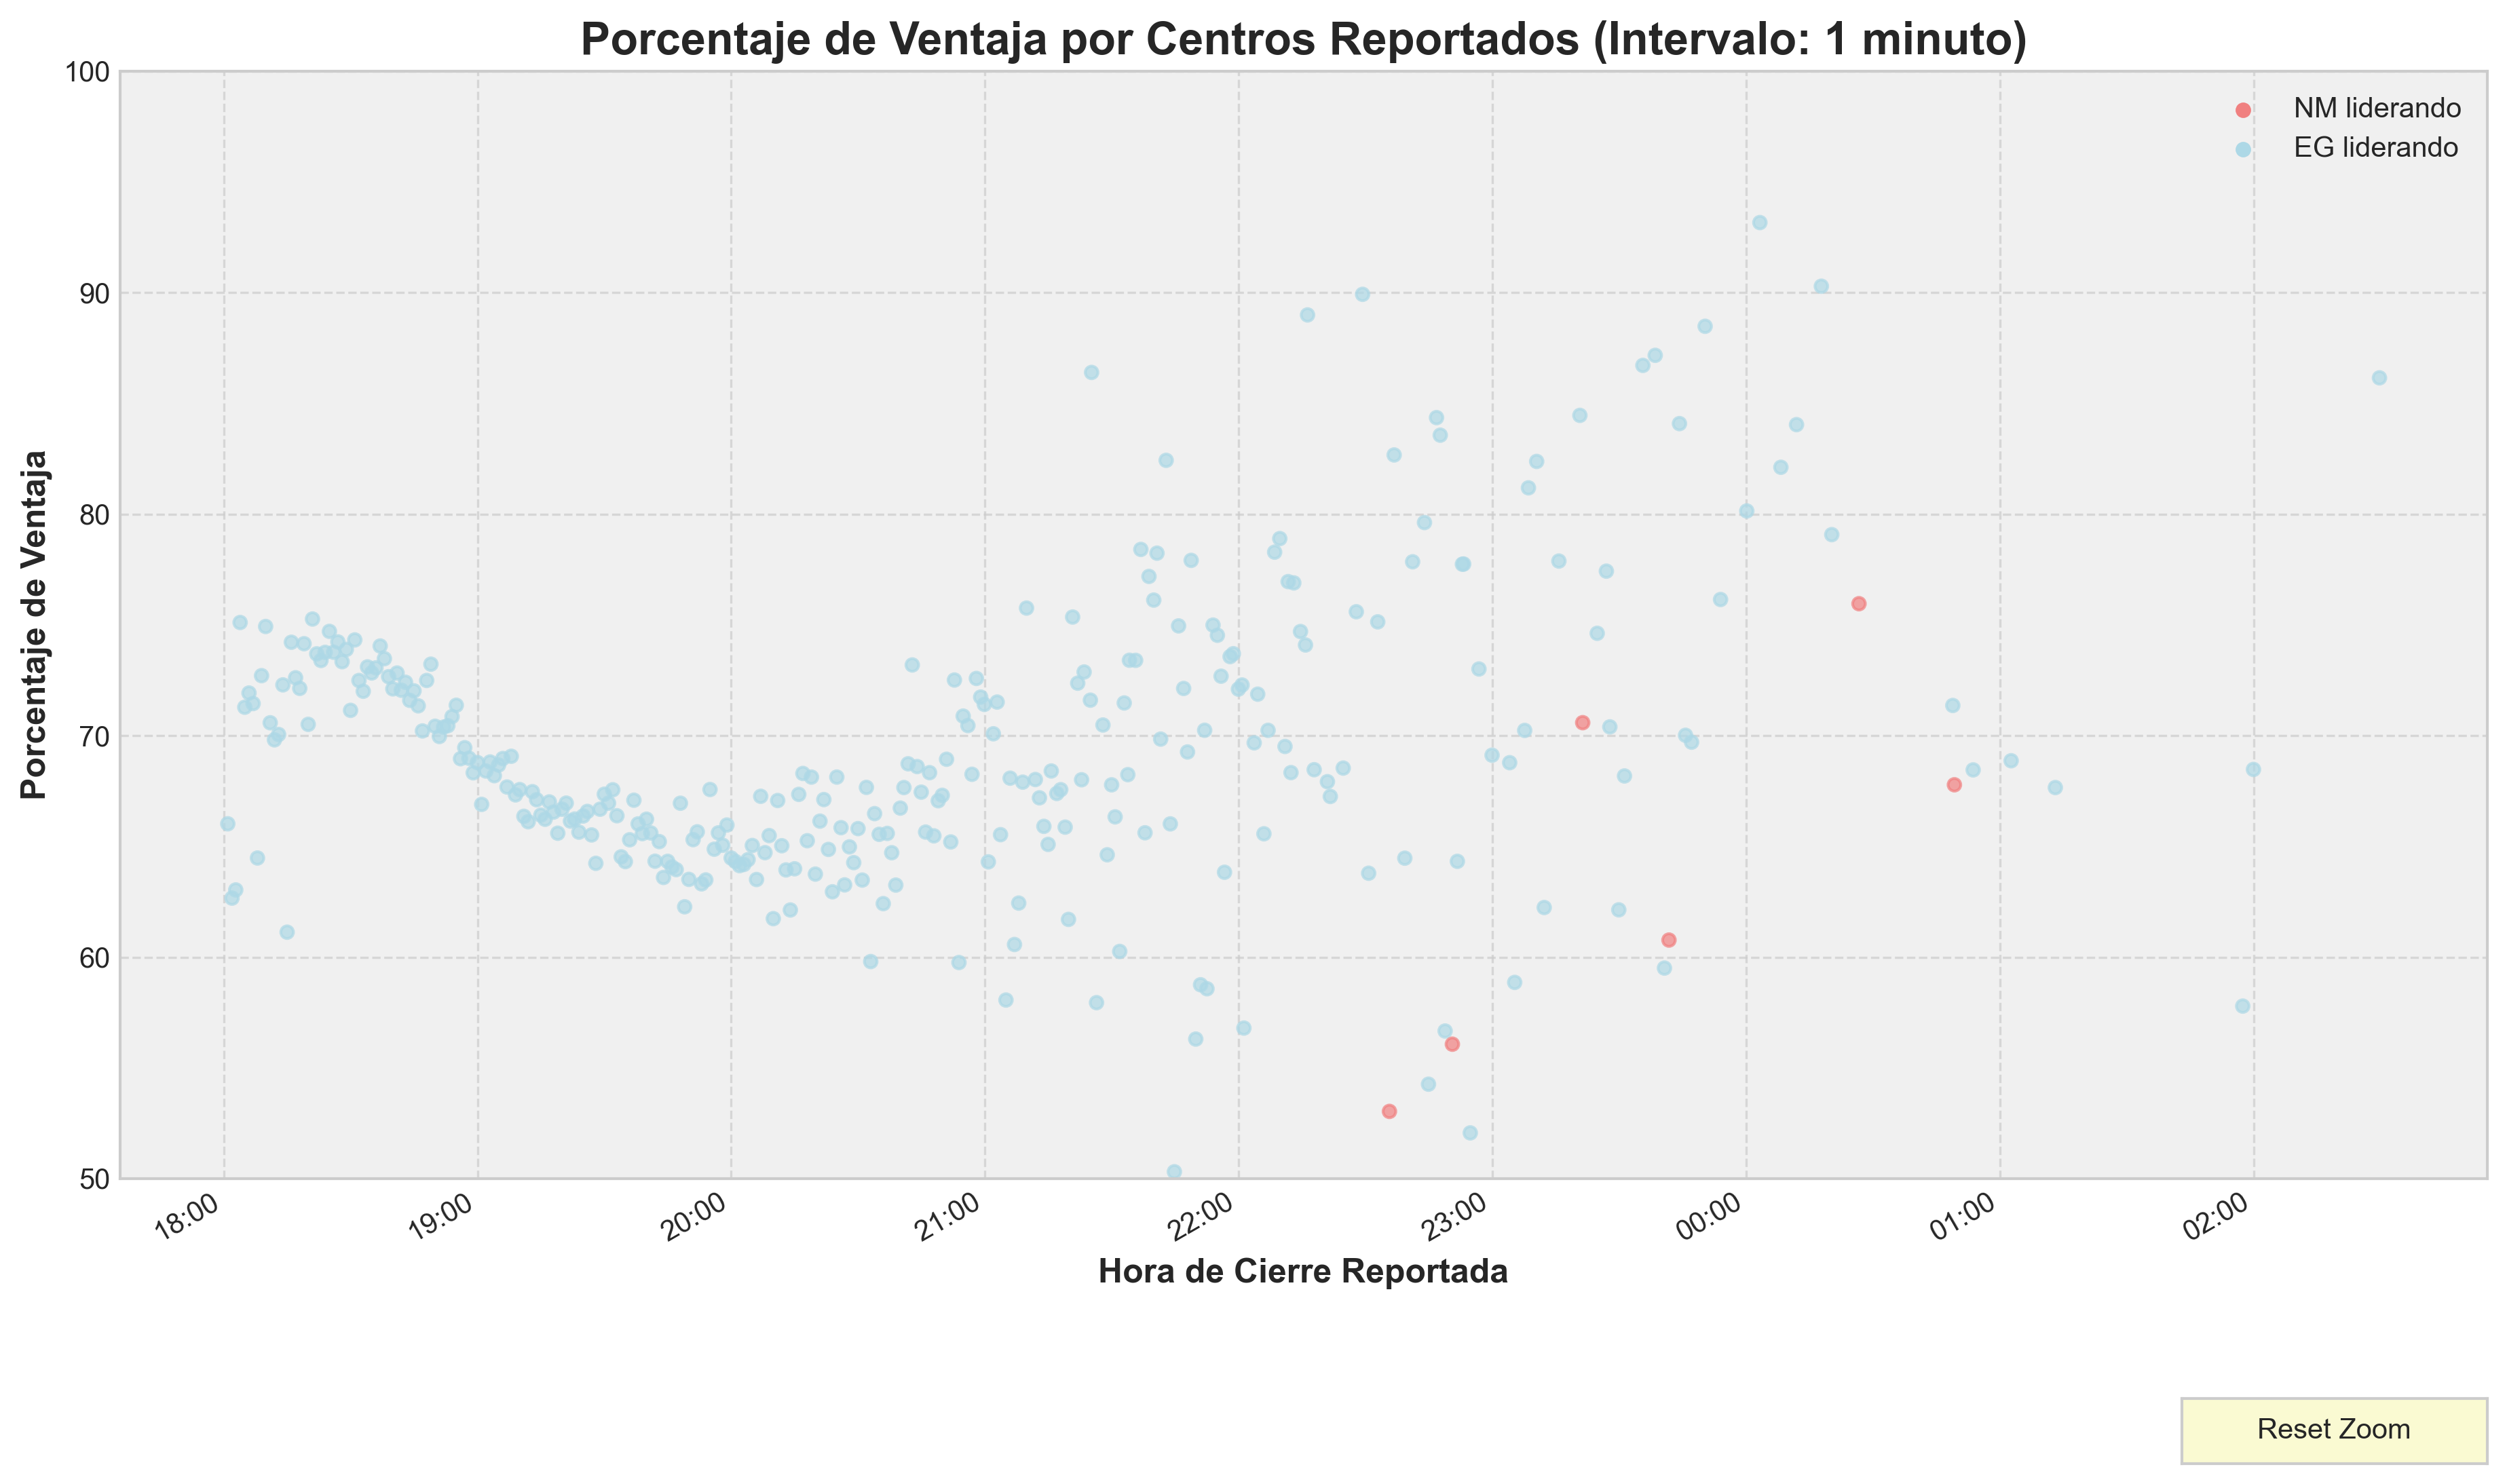 Porcentaje de Ventaja por Centros Reportados (Intervalo: 1 minuto)
NM liderando
EG liderando
Porcentaje de Ventaja
100
90
80
70
60
50
18:00
19:00
20:00
21:00
22:00
23:00
00:00
01:00
02:00
Hora de Cierre Reportada
Reset Zoom